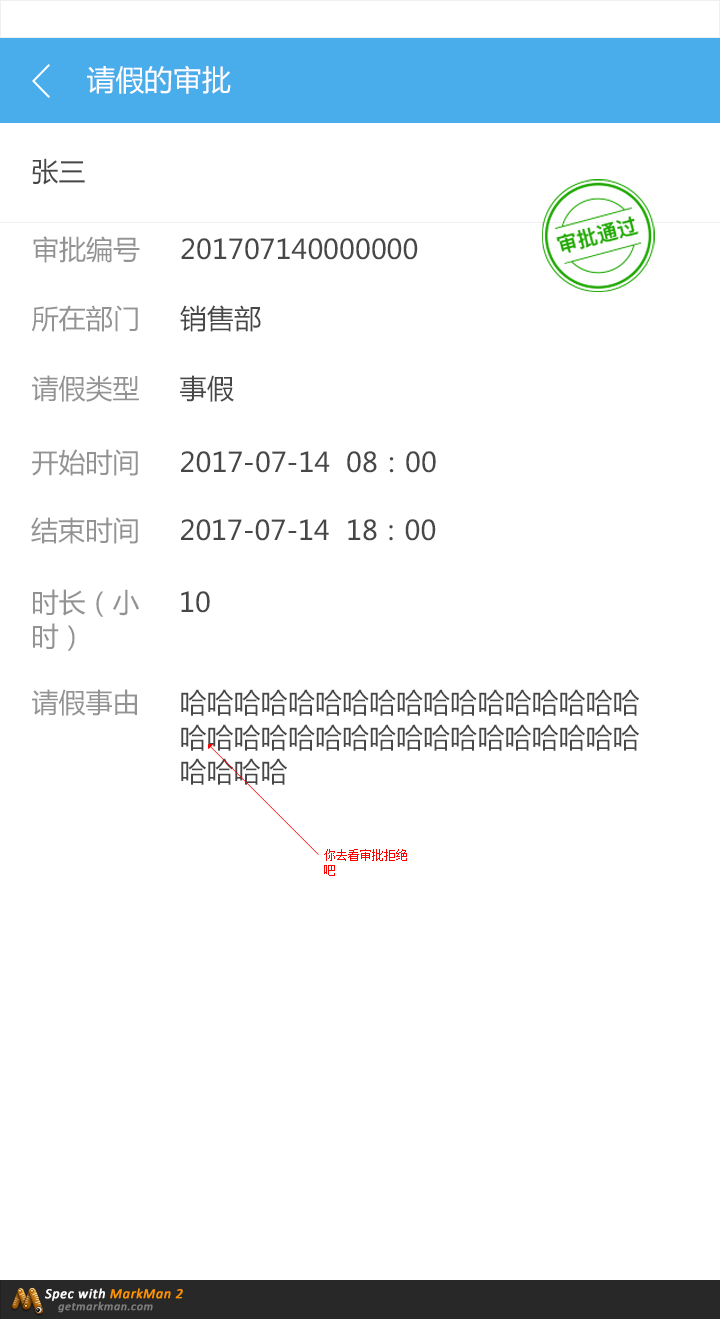 请假的审批
张三
审批通过
审批编号 201707140000000
所在部门 销售部
请假类型 事假
开始时间 2017-07-14 08：00
结束时间 2017-07-14 18：00
时长（小 10
时）
请假事由 哈哈哈哈哈哈哈哈哈哈哈哈哈哈哈哈哈
哈哈哈哈哈哈哈哈哈哈哈哈哈哈哈哈哈
哈哈哈哈
你去看审批拒绝
吧
Spec with MarkMan 2
getmarkman.com